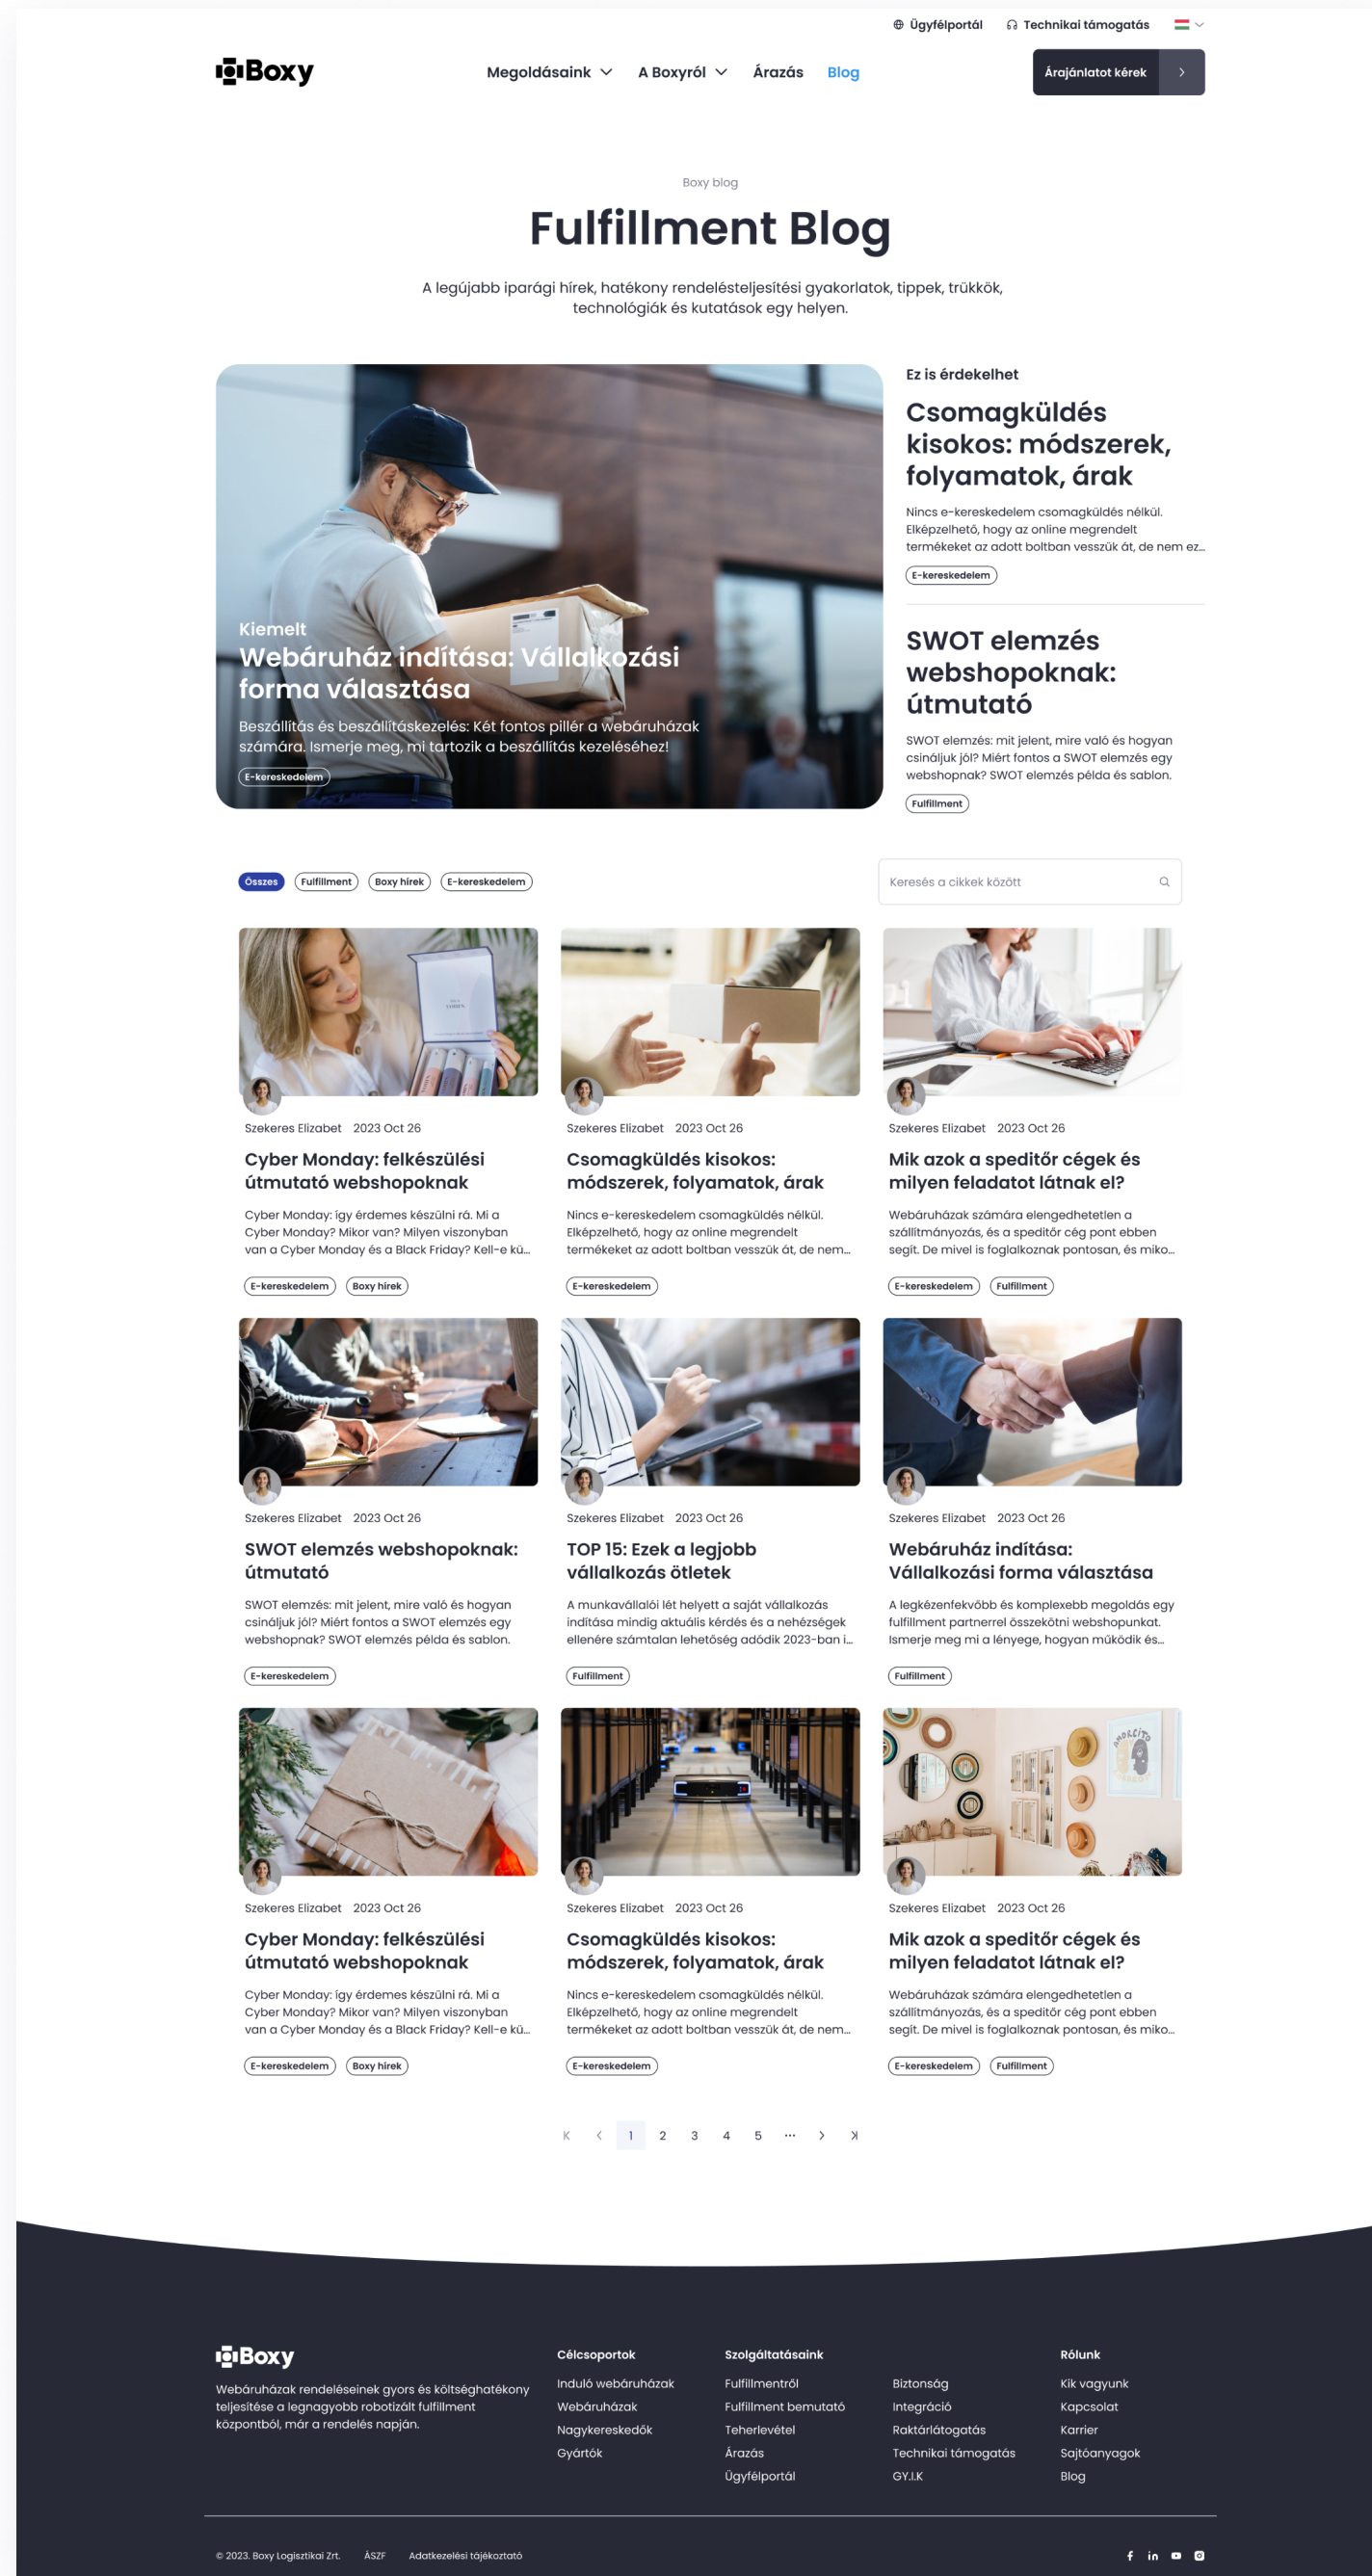 Ügyfélportál Technikai támogatás
Boxy
Megoldásaink A Boxyról Árazás Blog
Árajánlatot kérek
Boxy blog
Fulfillment Blog
A legújabb iparági hírek, hatékony rendelésteljesítési gyakorlatok, tippek, trükkök,
technológiák és kutatások egy helyen.
Kiemelt
Webáruház indítása: Vállalkozási
forma választása
Beszállítás és beszállításkezelés: Két fontos pillér a webáruházak
számára. Ismerje meg, mi tartozik a beszállítás kezeléséhez!
E-kereskedelem
Ez is érdekelhet
Csomagküldés
kisokos: módszerek,
folyamatok, árak
Nincs e-kereskedelem csomagküldés nélkül.
Elképzelhető, hogy az online megrendelt
termékeket az adott boltban vesszük át, de nem ez...
E-kereskedelem
SWOT elemzés
webshopoknak:
útmutató
SWOT elemzés: mit jelent, mire való és hogyan
csináljuk jól? Miért fontos a SWOT elemzés egy
webshopnak? SWOT elemzés példa és sablon.
Fulfillment
Összes Fulfillment Boxy hírek E-kereskedelem
Keresés a cikkek között
Szekeres Elizabet 2023 Oct 26
Cyber Monday: felkészülési
útmutató webshopoknak
Cyber Monday: így érdemes készülni rá. Mi a
Cyber Monday? Mikor van? Milyen viszonyban
van a Cyber Monday és a Black Friday? Kell-e kü...
E-kereskedelem Boxy hírek
Szekeres Elizabet 2023 Oct 26
Csomagküldés kisokos:
módszerek, folyamatok, árak
Nincs e-kereskedelem csomagküldés nélkül.
Elképzelhető, hogy az online megrendelt
termékeket az adott boltban vesszük át, de nem...
E-kereskedelem
Szekeres Elizabet 2023 Oct 26
Mik azok a speditőr cégek és
milyen feladatot látnak el?
Webáruházak számára elengedhetetlen a
szállítmányozás, és a speditőr cég pont ebben
segít. De mivel is foglalkoznak pontosan, és miko...
E-kereskedelem Fulfillment
Szekeres Elizabet 2023 Oct 26
SWOT elemzés webshopoknak:
útmutató
SWOT elemzés: mit jelent, mire való és hogyan
csináljuk jól? Miért fontos a SWOT elemzés egy
webshopnak? SWOT elemzés példa és sablon.
E-kereskedelem
Szekeres Elizabet 2023 Oct 26
TOP 15: Ezek a legjobb
vállalkozás ötletek
A munkavállalói lét helyett a saját vállalkozás
indítása mindig aktuális kérdés és a nehézségek
ellenére számtalan lehetőség adódik 2023-ban i...
Fulfillment
Szekeres Elizabet 2023 Oct 26
Webáruház indítása:
Vállalkozási forma választása
A legkézenfekvőbb és komplexebb megoldás egy
fulfillment partnerrel összekötni webshopunkat.
Ismerje meg mi a lényege, hogyan működik és...
Fulfillment
Szekeres Elizabet 2023 Oct 26
Cyber Monday: felkészülési
útmutató webshopoknak
Cyber Monday: így érdemes készülni rá. Mi a
Cyber Monday? Mikor van? Milyen viszonyban
van a Cyber Monday és a Black Friday? Kell-e kü...
E-kereskedelem Boxy hírek
Szekeres Elizabet 2023 Oct 26
Csomagküldés kisokos:
módszerek, folyamatok, árak
Nincs e-kereskedelem csomagküldés nélkül.
Elképzelhető, hogy az online megrendelt
termékeket az adott boltban vesszük át, de nem...
E-kereskedelem
Szekeres Elizabet 2023 Oct 26
Mik azok a speditőr cégek és
milyen feladatot látnak el?
Webáruházak számára elengedhetetlen a
szállítmányozás, és a speditőr cég pont ebben
segít. De mivel is foglalkoznak pontosan, és miko...
E-kereskedelem Fulfillment
1 2 3 4 5 ...
Boxy
Webáruházak rendeléseinek gyors és költséghatékony
teljesítése a legnagyobb robotizált fulfillment
központból, már a rendelés napján.
Célcsoportok
Induló webáruházak
Webáruházak
Nagykereskedők
Gyártók
Szolgáltatásaink
Fulfillmentről
Fulfillment bemutató
Teherlevétel
Árazás
Ügyfélportál
Biztonság
Integráció
Raktárlátogatás
Technikai támogatás
GY.I.K
Rólunk
Kik vagyunk
Kapcsolat
Karrier
Sajtóanyagok
Blog
© 2023. Boxy Logisztikai Zrt. ÁSZF Adatkezelési tájékoztató